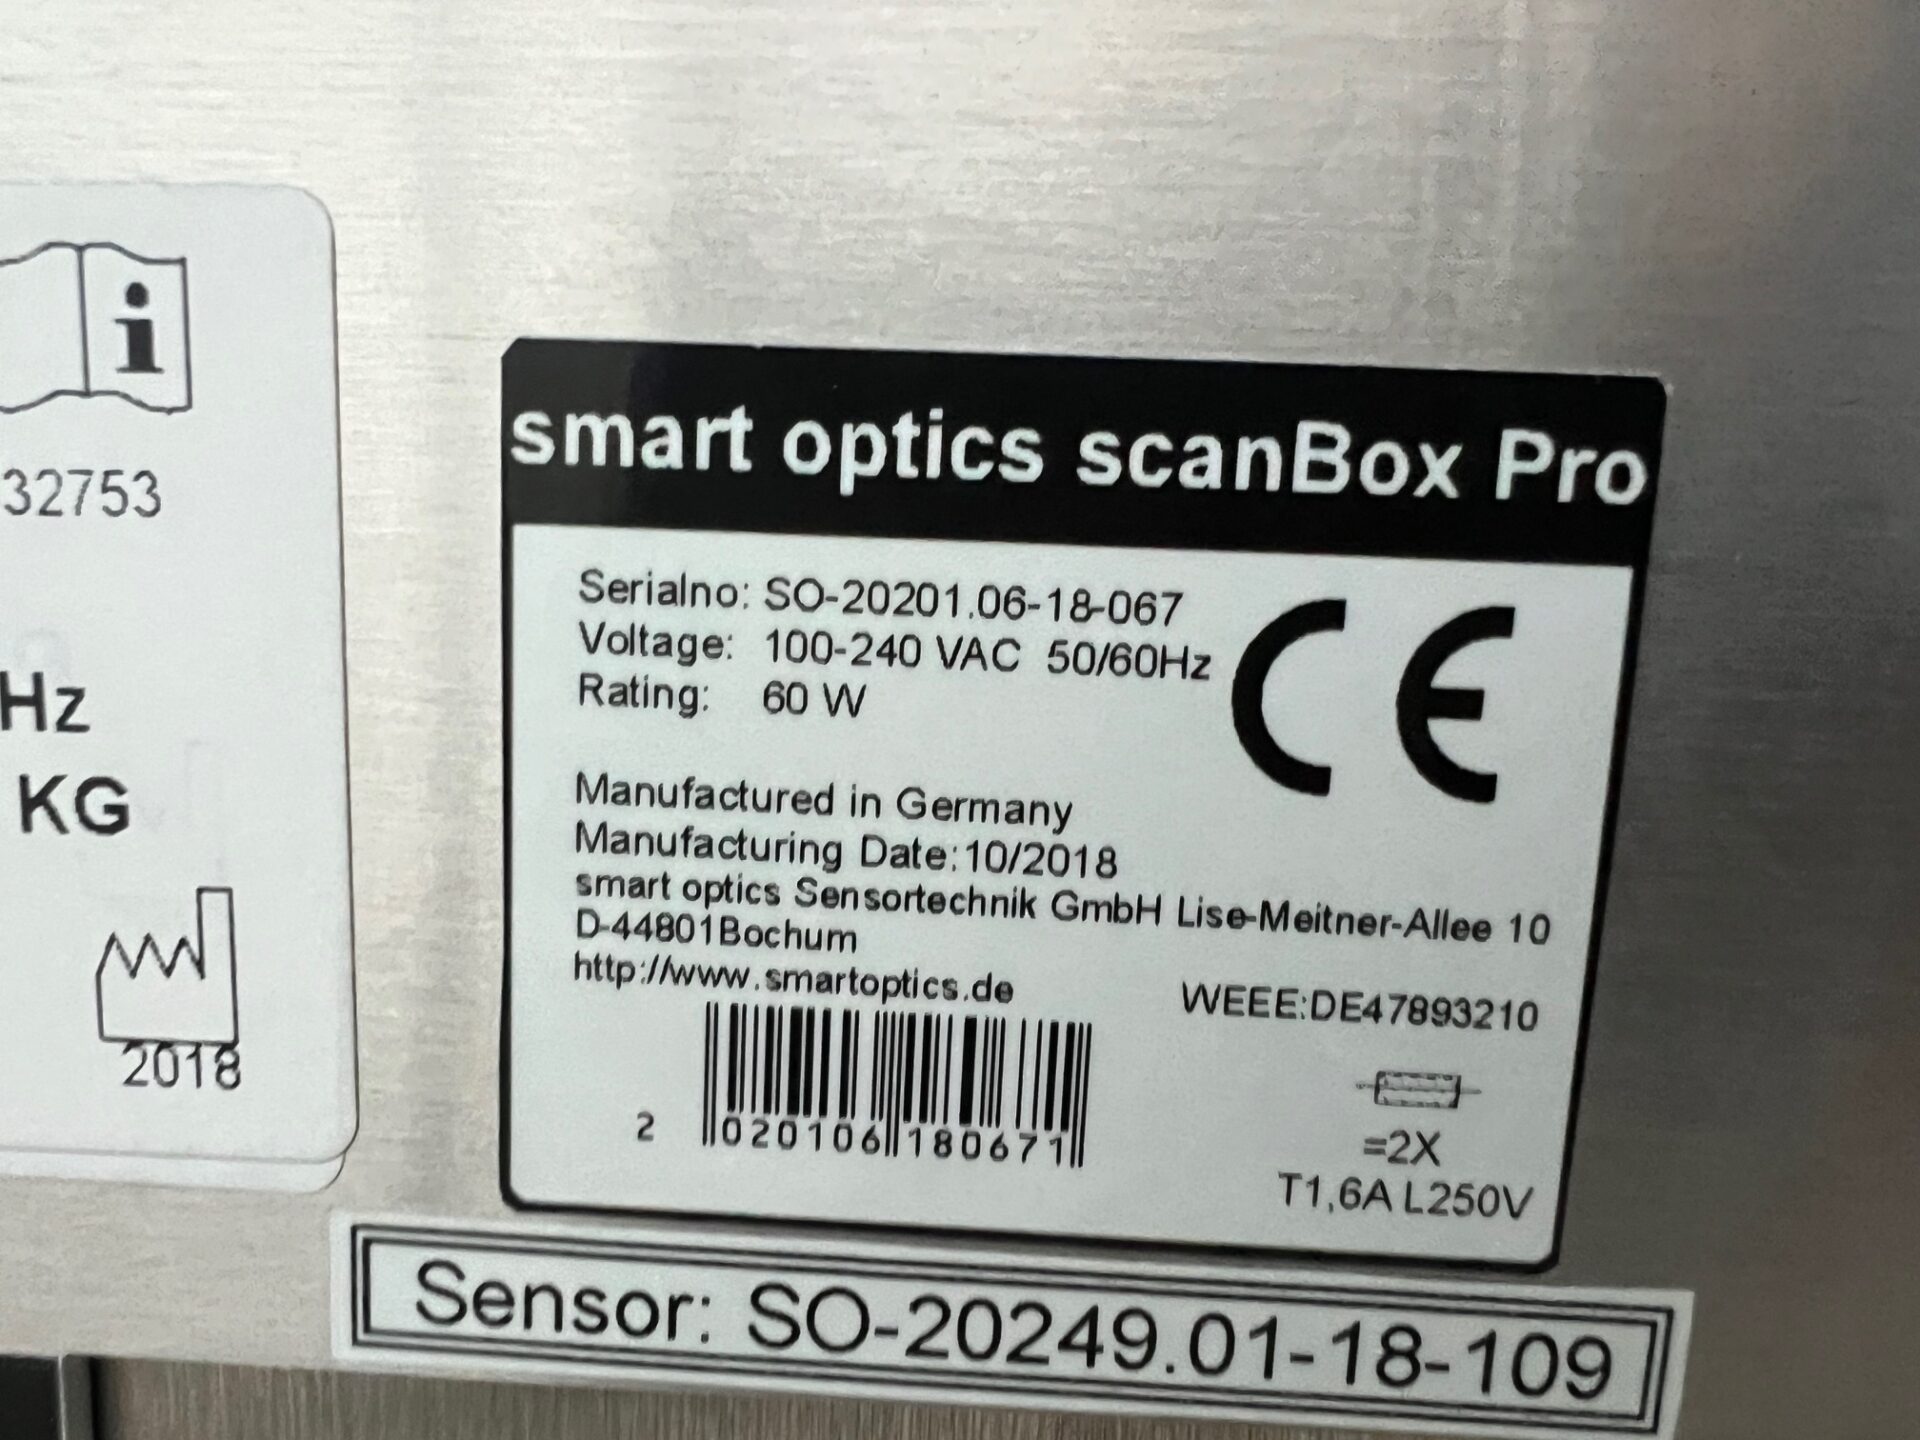 i
32753
Hz
KG
2018
smart optics scanBox Pro
Serialno: SO-20201.06-18-067
Voltage: 100-240 VAC 50/60Hz
Rating: 60 W
CE
Manufactured in Germany
Manufacturing Date:10/2018
smart optics Sensortechnik GmbH Lise-Meitner-Allee 10
D-44801Bochum
http://www.smartoptics.de
WEEE:DE47893210
2 020106 180671
=2X
T1,6A L250V
Sensor: SO-20249.01-18-109